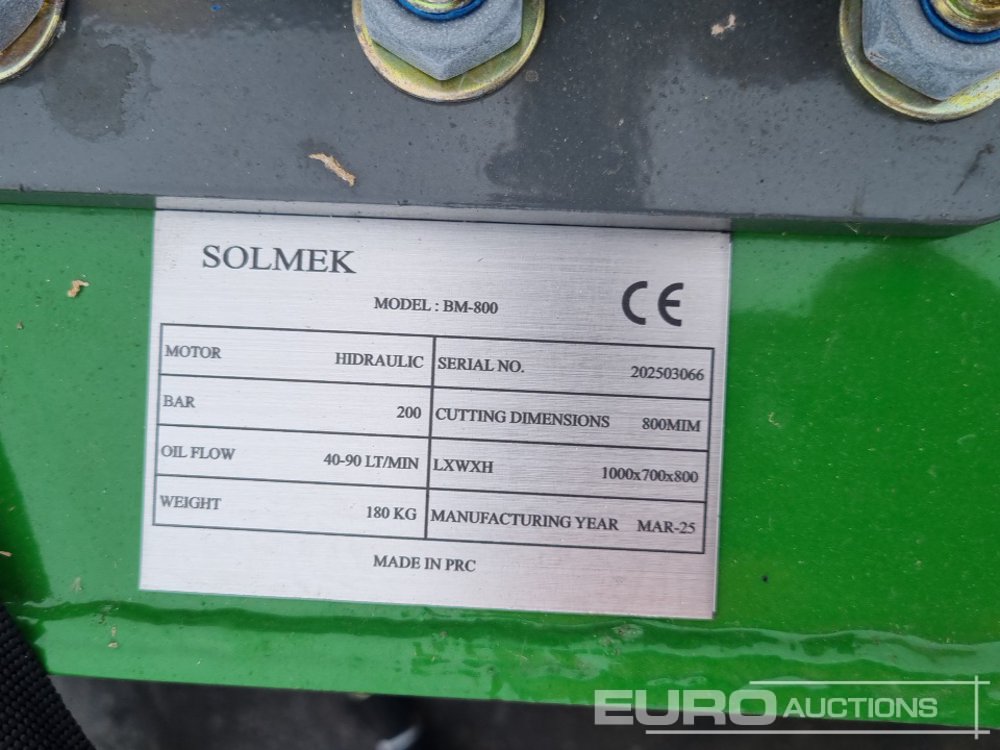 SOLMEK
MODEL : BM-800
CE
MOTOR HIDRAULIC SERIAL NO. 202503066
BAR 200 CUTTING DIMENSIONS 800MIM
OIL FLOW 40-90 LT/MIN LXWXH 1000x700x800
WEIGHT 180 KG MANUFACTURING YEAR MAR-25
MADE IN PRC
EURO AUCTIONS